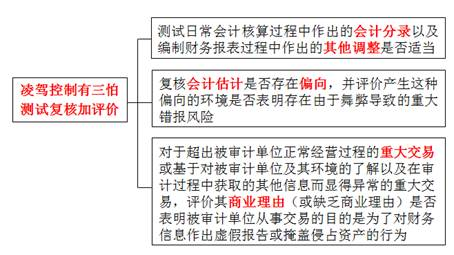 凌驾控制有三怕
测试复核加评价
测试日常会计核算过程中作出的会计分录以及
编制财务报表过程中作出的其他调整是否适当
复核会计估计是否存在偏向，并评价产生这种
偏向的环境是否表明存在由于舞弊导致的重大
错报风险
对于超出被审计单位正常经营过程的重大交易
或基于对被审计单位及其环境的了解以及在审
计过程中获取的其他信息而显得异常的重大交
易，评价其商业理由（或缺乏商业理由）是否
表明被审计单位从事交易的目的是为了对财务
信息作出虚假报告或掩盖侵占资产的行为